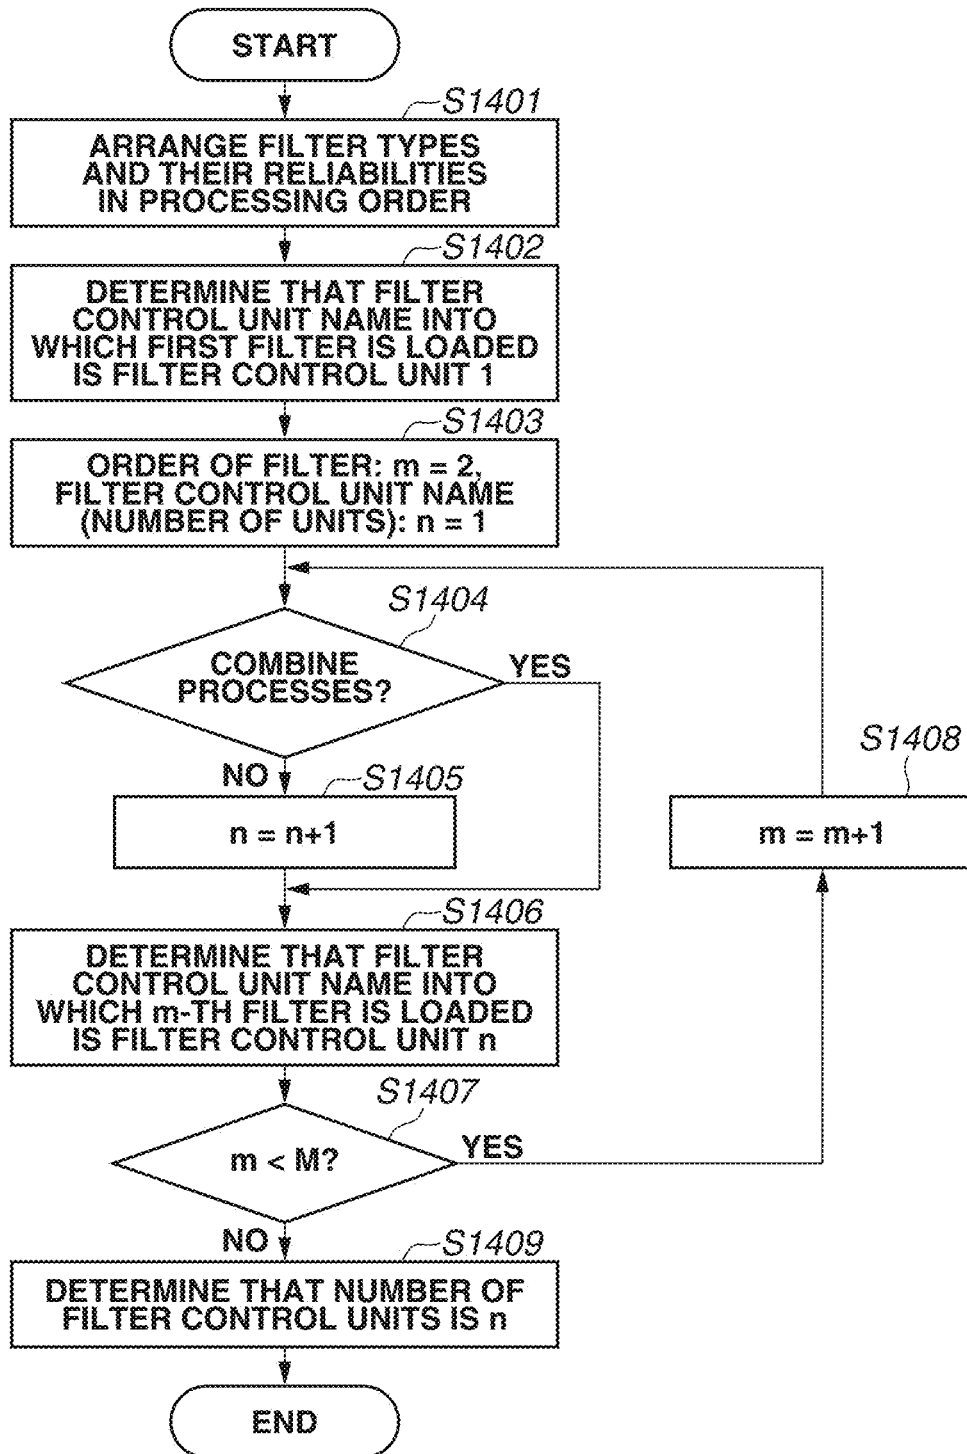 START
S1401
ARRANGE FILTER TYPES
AND THEIR RELIABILITIES
IN PROCESSING ORDER
S1402
DETERMINE THAT FILTER
CONTROL UNIT NAME INTO
WHICH FIRST FILTER IS LOADED
IS FILTER CONTROL UNIT 1
S1403
ORDER OF FILTER: m = 2,
FILTER CONTROL UNIT NAME
(NUMBER OF UNITS): n = 1
S1404
COMBINE
PROCESSES?
YES
NO
S1405
n = n+1
S1408
m = m+1
S1406
DETERMINE THAT FILTER
CONTROL UNIT NAME INTO
WHICH m-TH FILTER IS LOADED
IS FILTER CONTROL UNIT n
S1407
m < M?
YES
NO
S1409
DETERMINE THAT NUMBER OF
FILTER CONTROL UNITS IS n
END